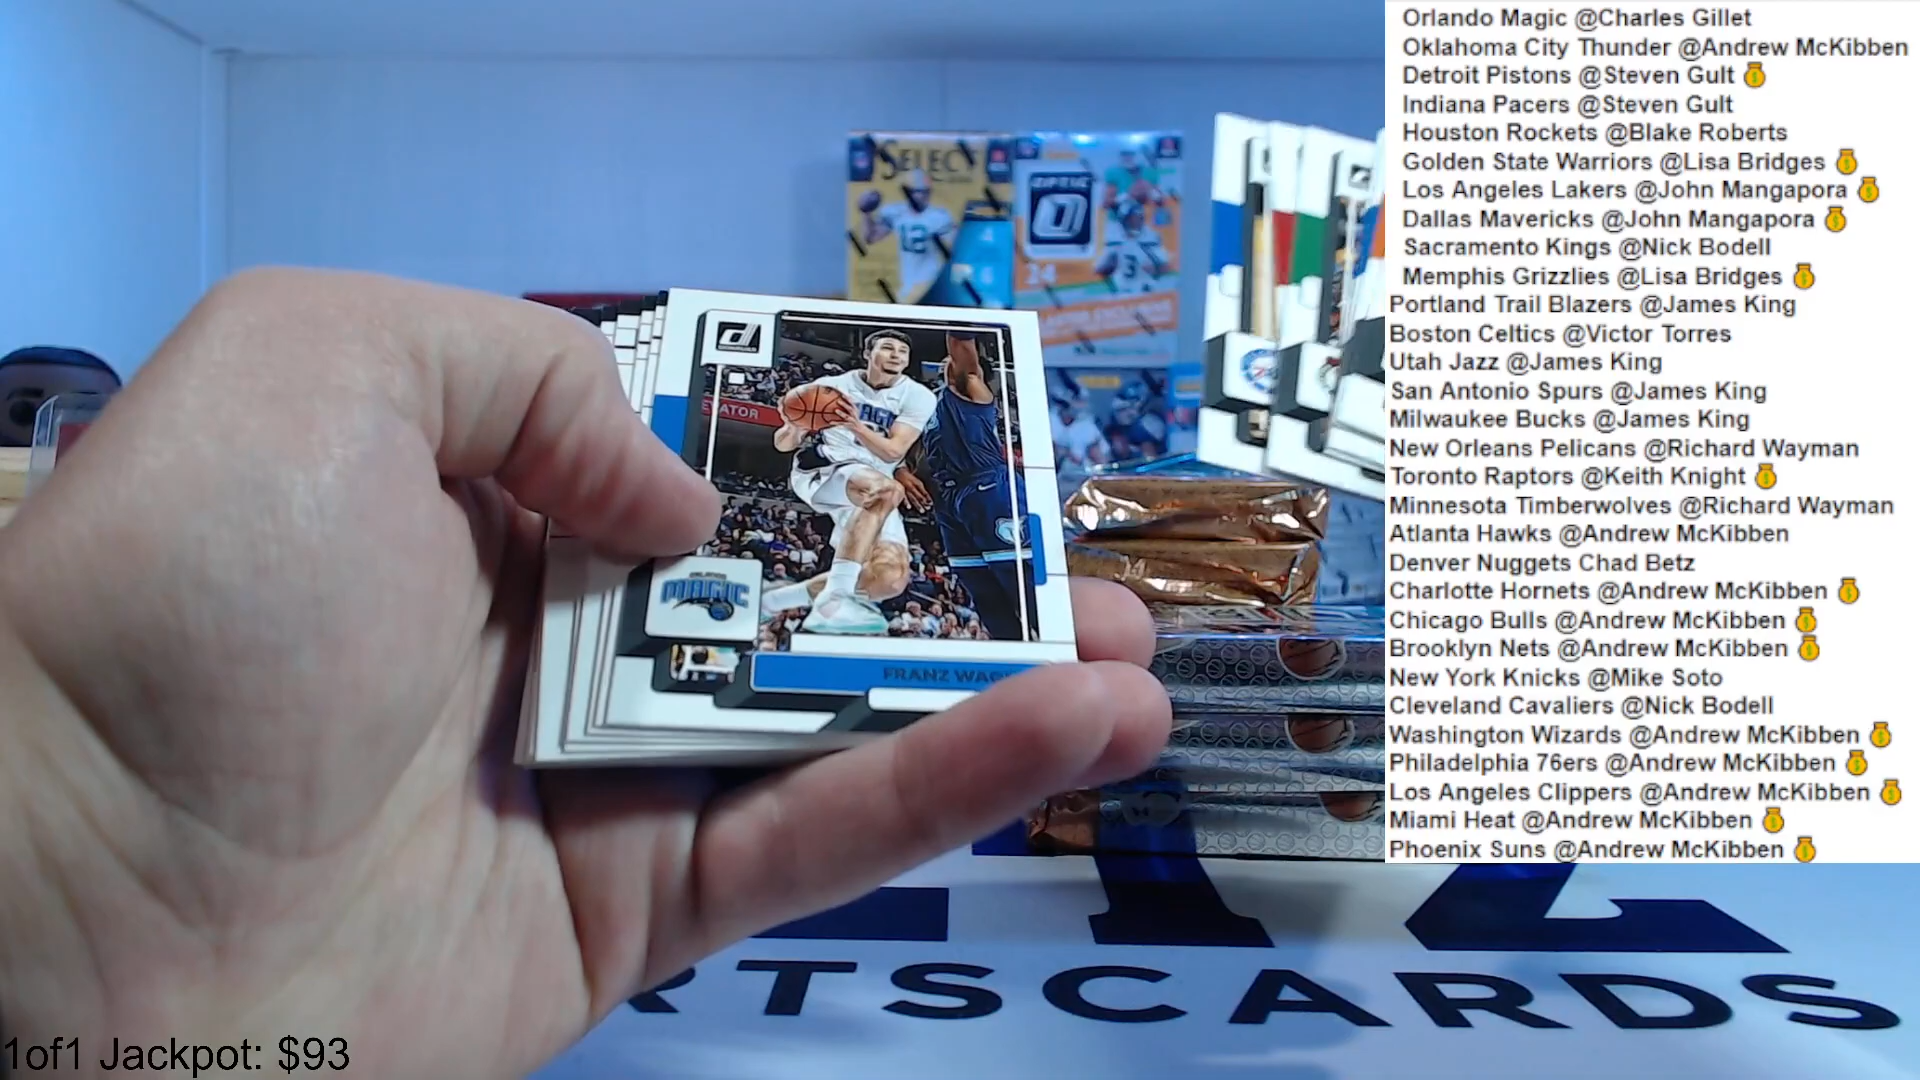 Orlando Magic @Charles Gillet
Oklahoma City Thunder @Andrew McKibben
Detroit Pistons @Steven Gult
Indiana Pacers @Steven Gult
Houston Rockets @Blake Roberts
Golden State Warriors @Lisa Bridges
Los Angeles Lakers @John Mangapora
Dallas Mavericks @John Mangapora
Sacramento Kings @Nick Bodell
Memphis Grizzlies @Lisa Bridges
Portland Trail Blazers @James King
Boston Celtics @Victor Torres
Utah Jazz @James King
San Antonio Spurs @James King
Milwaukee Bucks @James King
New Orleans Pelicans @Richard Wayman
Toronto Raptors @Keith Knight
Minnesota Timberwolves @Richard Wayman
Atlanta Hawks @Andrew McKibben
Denver Nuggets Chad Betz
Charlotte Hornets @Andrew McKibben
Chicago Bulls @Andrew McKibben
Brooklyn Nets @Andrew McKibben
New York Knicks @Mike Soto
Cleveland Cavaliers @Nick Bodell
Washington Wizards @Andrew McKibben
Philadelphia 76ers @Andrew McKibben
Los Angeles Clippers @Andrew McKibben
Miami Heat @Andrew McKibben
Phoenix Suns @Andrew McKibben
SELECT
12
24
3
DONRUSS
MAGIC
FRANZ WAG
RTSCARDS
1of1 Jackpot: $93